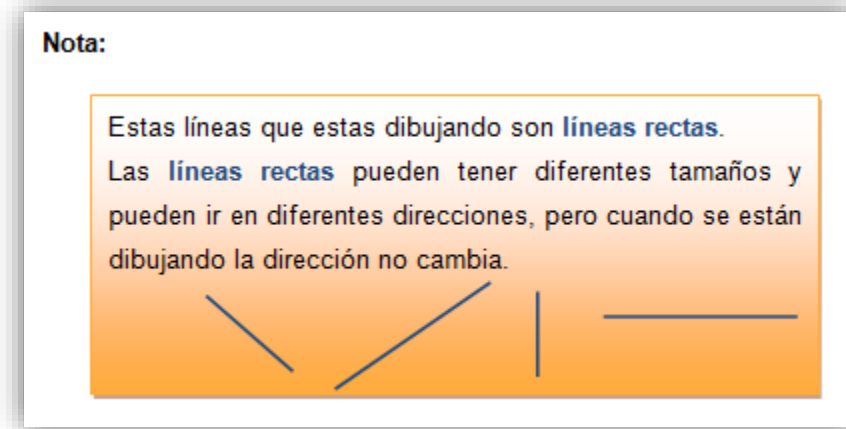 Nota:
Estas líneas que estas dibujando son líneas rectas.
Las líneas rectas pueden tener diferentes tamaños y
pueden ir en diferentes direcciones, pero cuando se están
dibujando la dirección no cambia.